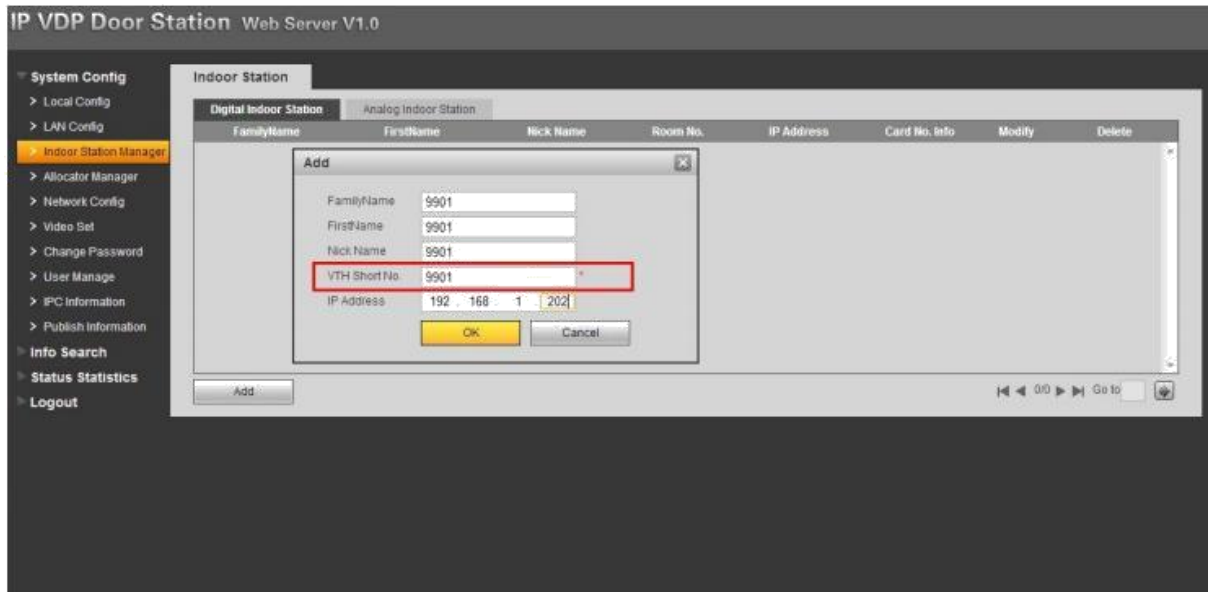 IP VDP Door Station Web Server V1.0
System Config
Local Config
LAN Config
Indoor Station Manager
Allocator Manager
Network Config
Video Set
Change Password
User Manage
IPC Information
Publish Information
Info Search
Status Statistics
Logout
Indoor Station
Digital Indoor Station Analog Indoor Station
FamilyName FirstName Nick Name Room No. IP Address Card No. Info Modify Delete
Add
FamilyName 9901
FirstName 9901
Nick Name 9901
VTH Short No. 9901 *
IP Address 192 . 168 . 1 . 202
OK Cancel
Add 0/0 Go to